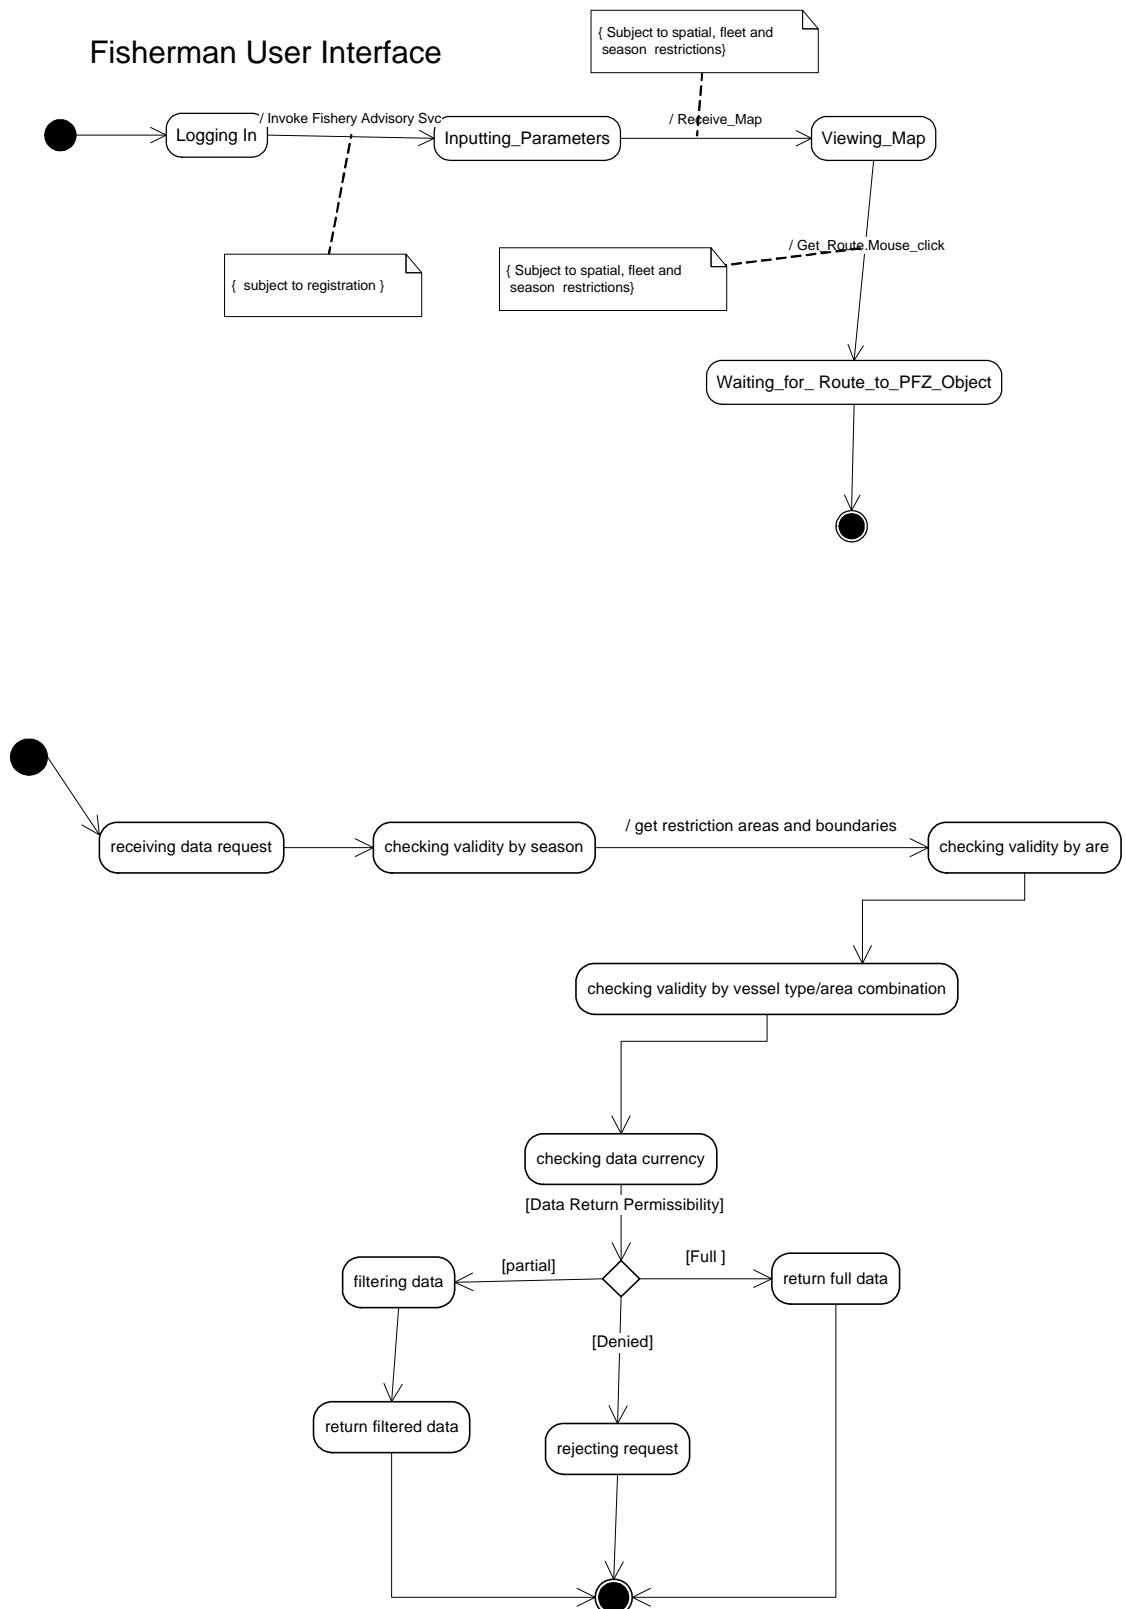 Fisherman User Interface
{ Subject to spatial, fleet and
season  restrictions}
Logging In
/ Invoke Fishery Advisory Svc
Inputting_Parameters
/ Receive_Map
Viewing_Map
{  subject to registration }
{ Subject to spatial, fleet and
season  restrictions}
/ Get_Route.Mouse_click
Waiting_for_ Route_to_PFZ_Object
receiving data request
checking validity by season
/ get restriction areas and boundaries
checking validity by are
checking validity by vessel type/area combination
checking data currency
[Data Return Permissibility]
filtering data
[partial]
[Full ]
return full data
[Denied]
return filtered data
rejecting request